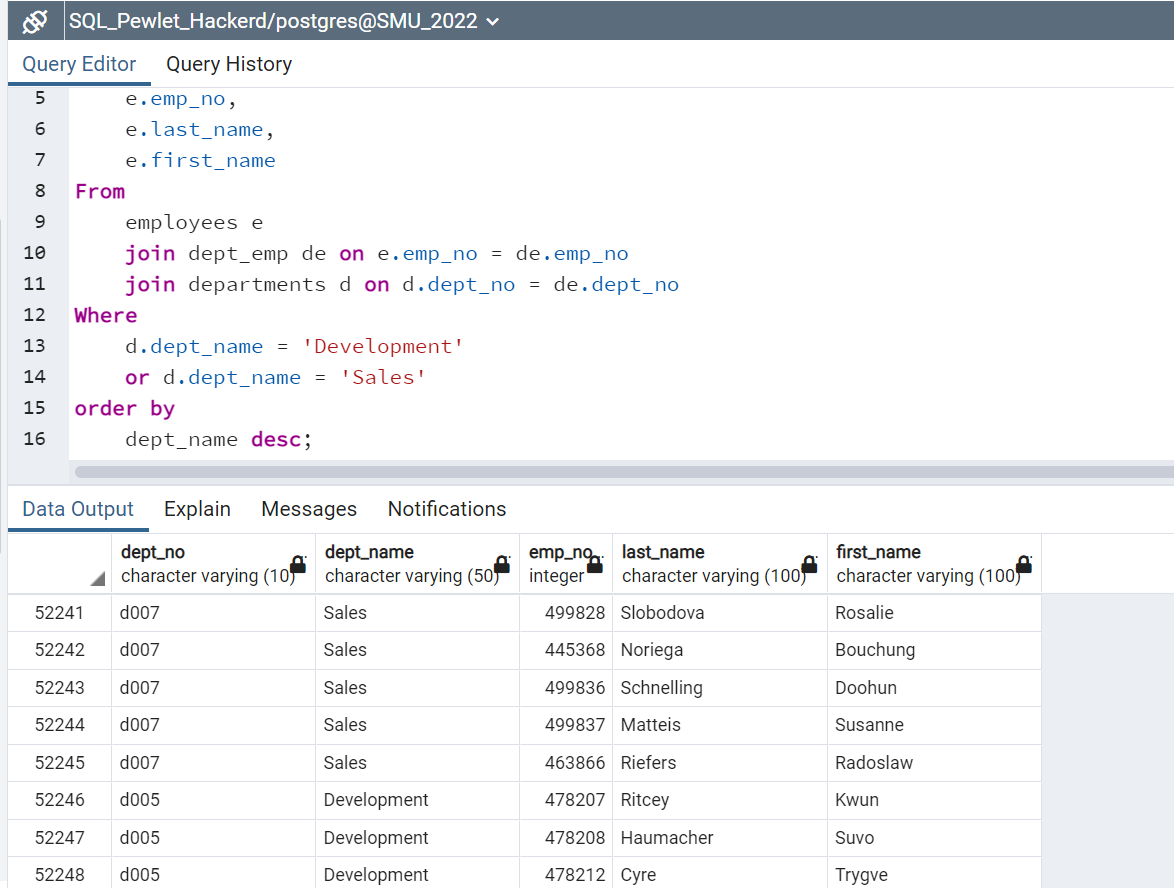 SQL_Pewlet_Hackerd/postgres@SMU_2022
Query Editor Query History
5 e.emp_no,
6 e.last_name,
7 e.first_name
8 From
9 employees e
10 join dept_emp de on e.emp_no = de.emp_no
11 join departments d on d.dept_no = de.dept_no
12 Where
13 d.dept_name = 'Development'
14 or d.dept_name = 'Sales'
15 order by
16 dept_name desc;
Data Output Explain Messages Notifications
dept_no dept_name emp_no last_name first_name
character varying (10) character varying (50) integer character varying (100) character varying (100)
52241 d007 Sales 499828 Slobodova Rosalie
52242 d007 Sales 445368 Noriega Bouchung
52243 d007 Sales 499836 Schnelling Doohun
52244 d007 Sales 499837 Matteis Susanne
52245 d007 Sales 463866 Riefers Radoslaw
52246 d005 Development 478207 Ritcey Kwun
52247 d005 Development 478208 Haumacher Suvo
52248 d005 Development 478212 Cyre Trygve